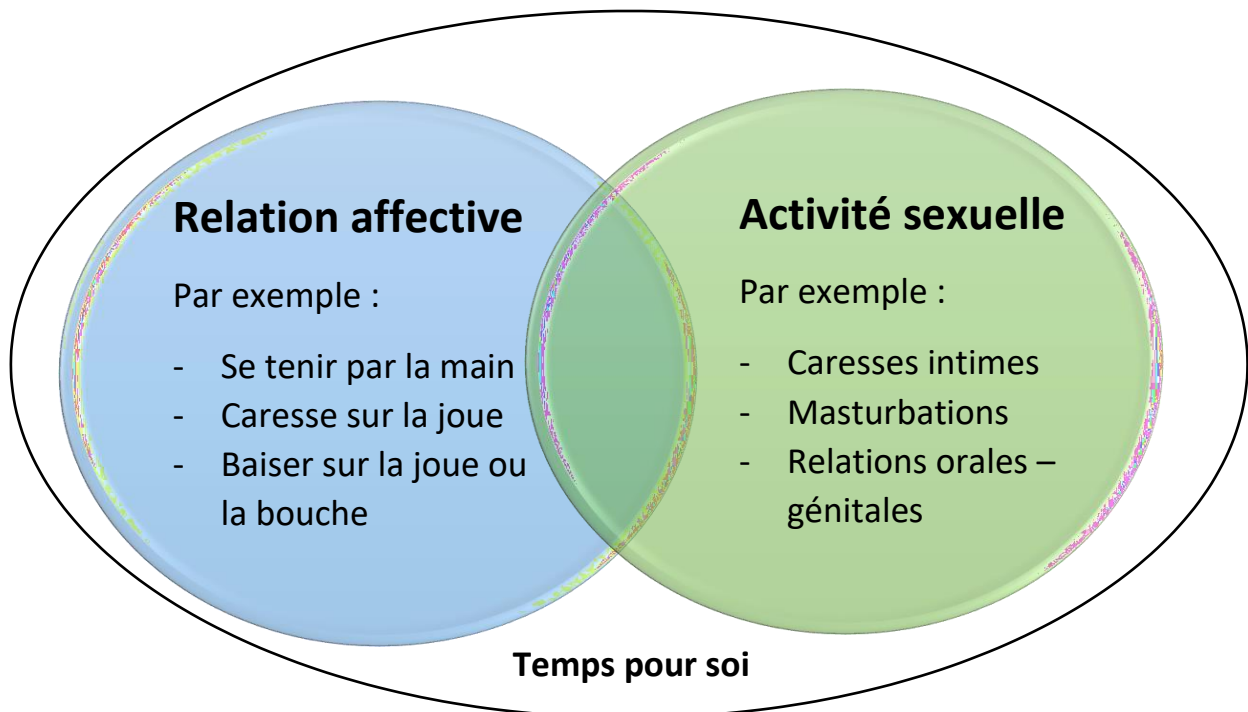 Relation affective
Par exemple :
- Se tenir par la main
- Caresse sur la joue
- Baiser sur la joue ou
la bouche
Activité sexuelle
Par exemple :
- Caresses intimes
- Masturbations
- Relations orales –
génitales
Temps pour soi